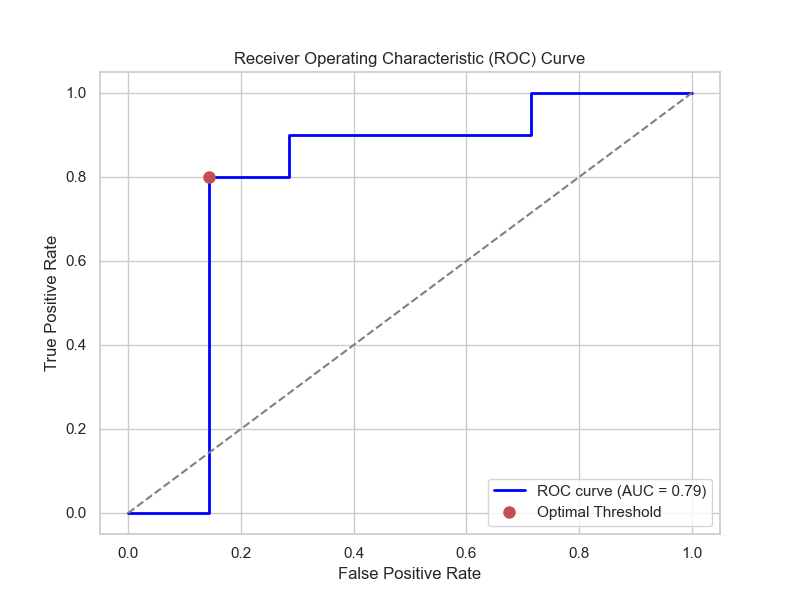 Receiver Operating Characteristic (ROC) Curve
1.0
0.8
0.6
0.4
0.2
0.0
True Positive Rate
0.0 0.2 0.4 0.6 0.8 1.0
False Positive Rate
ROC curve (AUC = 0.79)
Optimal Threshold